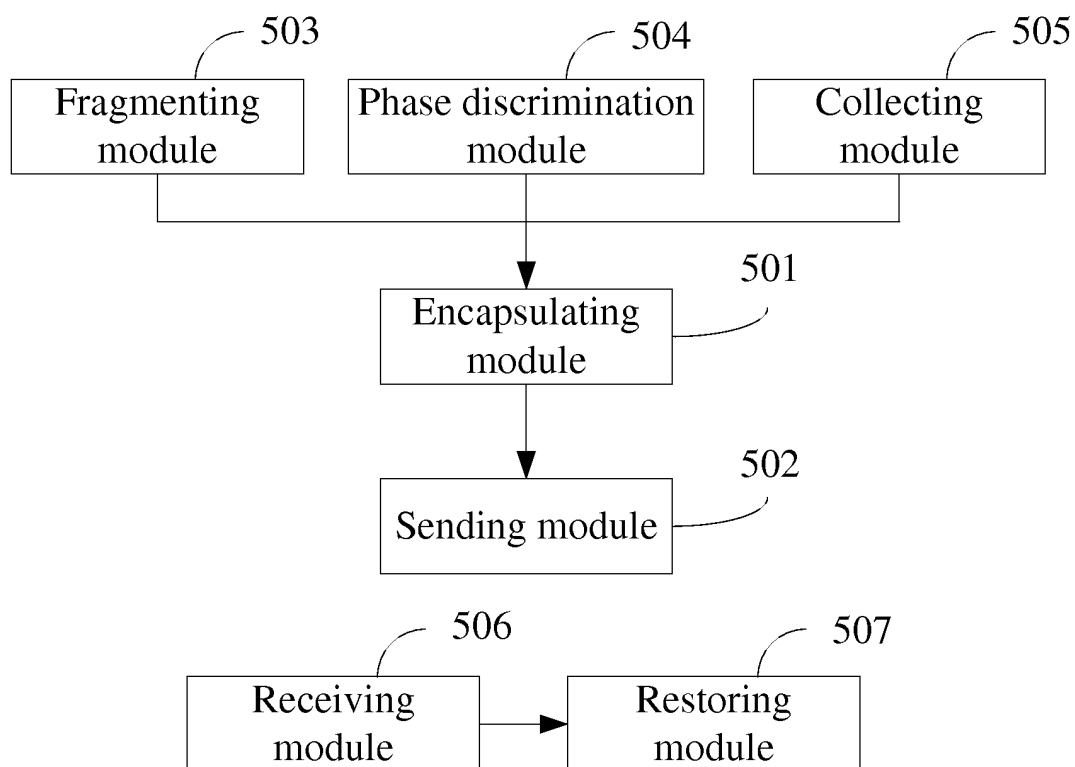 503
504
505
Fragmenting
module
Phase discrimination
module
Collecting
module
501
Encapsulating
module
502
Sending module
506
507
Receiving
module
Restoring
module